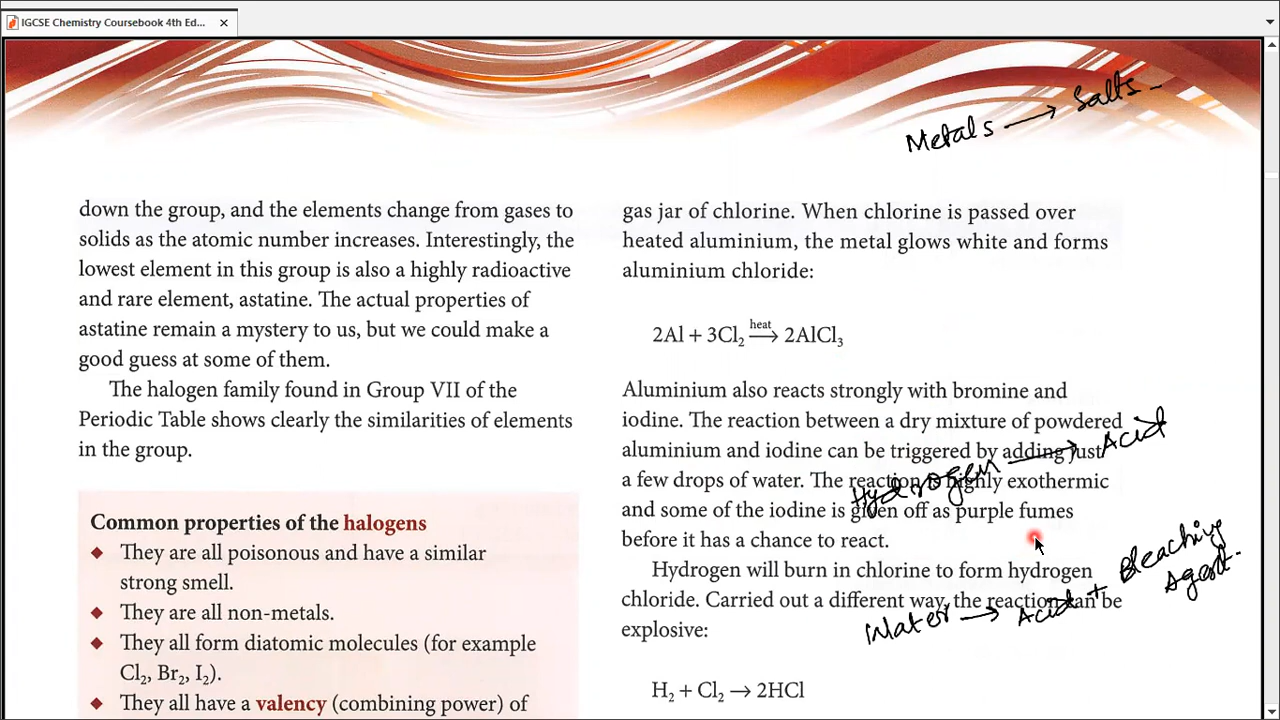 IGCSE Chemistry Coursebook 4th Ed...
Metals → Salts
down the group, and the elements change from gases to
solids as the atomic number increases. Interestingly, the
lowest element in this group is also a highly radioactive
and rare element, astatine. The actual properties of
astatine remain a mystery to us, but we could make a
good guess at some of them.
The halogen family found in Group VII of the
Periodic Table shows clearly the similarities of elements
in the group.
Common properties of the halogens
◆ They are all poisonous and have a similar
strong smell.
◆ They are all non-metals.
◆ They all form diatomic molecules (for example
Cl₂, Br₂, I₂).
◆ They all have a valency (combining power) of
gas jar of chlorine. When chlorine is passed over
heated aluminium, the metal glows white and forms
aluminium chloride:
2Al + 3Cl₂ heat⟶ 2AlCl₃
Aluminium also reacts strongly with bromine and
iodine. The reaction between a dry mixture of powdered
aluminium and iodine can be triggered by adding just
a few drops of water. The reaction is highly exothermic
and some of the iodine is given off as purple fumes
before it has a chance to react.
Hydrogen will burn in chlorine to form hydrogen
chloride. Carried out a different way, the reaction can be
explosive:
H₂ + Cl₂ → 2HCl
Hydrogen → Acid
Water → Acid + Bleaching
Agent.